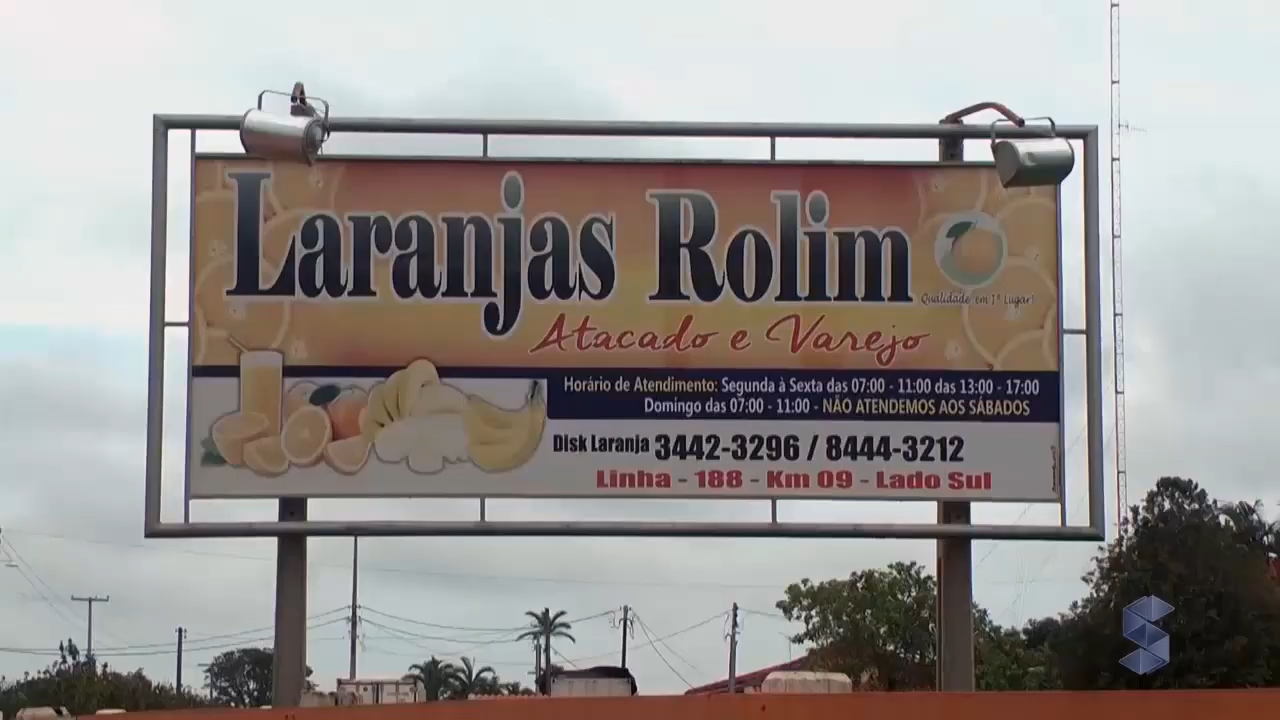 Laranjas Rolim
Qualidade em 1º Lugar!
Atacado e Varejo
Horário de Atendimento: Segunda à Sexta das 07:00 - 11:00 das 13:00 - 17:00
Domingo das 07:00 - 11:00 - NÃO ATENDEMOS AOS SÁBADOS
Disk Laranja 3442-3296 / 8444-3212
Linha - 188 - Km 09 - Lado Sul